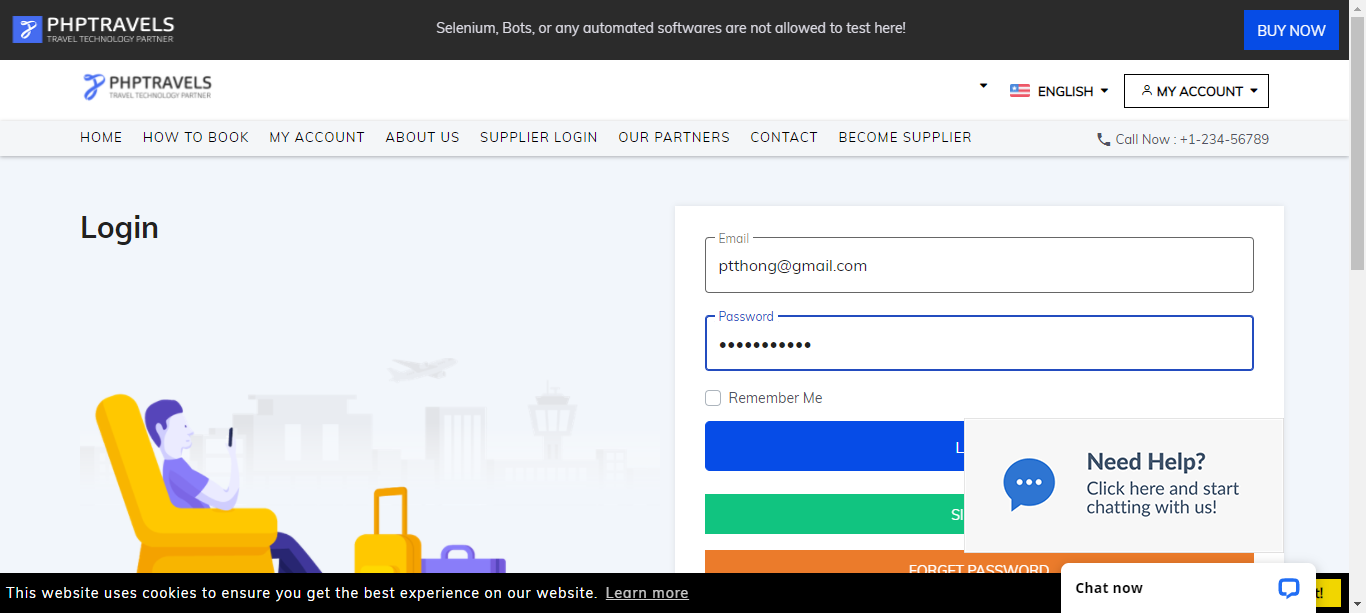 PHPTRAVELS
TRAVEL TECHNOLOGY PARTNER
Selenium, Bots, or any automated softwares are not allowed to test here!
BUY NOW
PHPTRAVELS
TRAVEL TECHNOLOGY PARTNER
ENGLISH
MY ACCOUNT
HOME HOW TO BOOK MY ACCOUNT ABOUT US SUPPLIER LOGIN OUR PARTNERS CONTACT BECOME SUPPLIER
Call Now : +1-234-56789
Login
Email
ptthong@gmail.com
Password
•••••••••••
Remember Me
Need Help?
Click here and start
chatting with us!
FORGET PASSWORD
This website uses cookies to ensure you get the best experience on our website. Learn more
Chat now